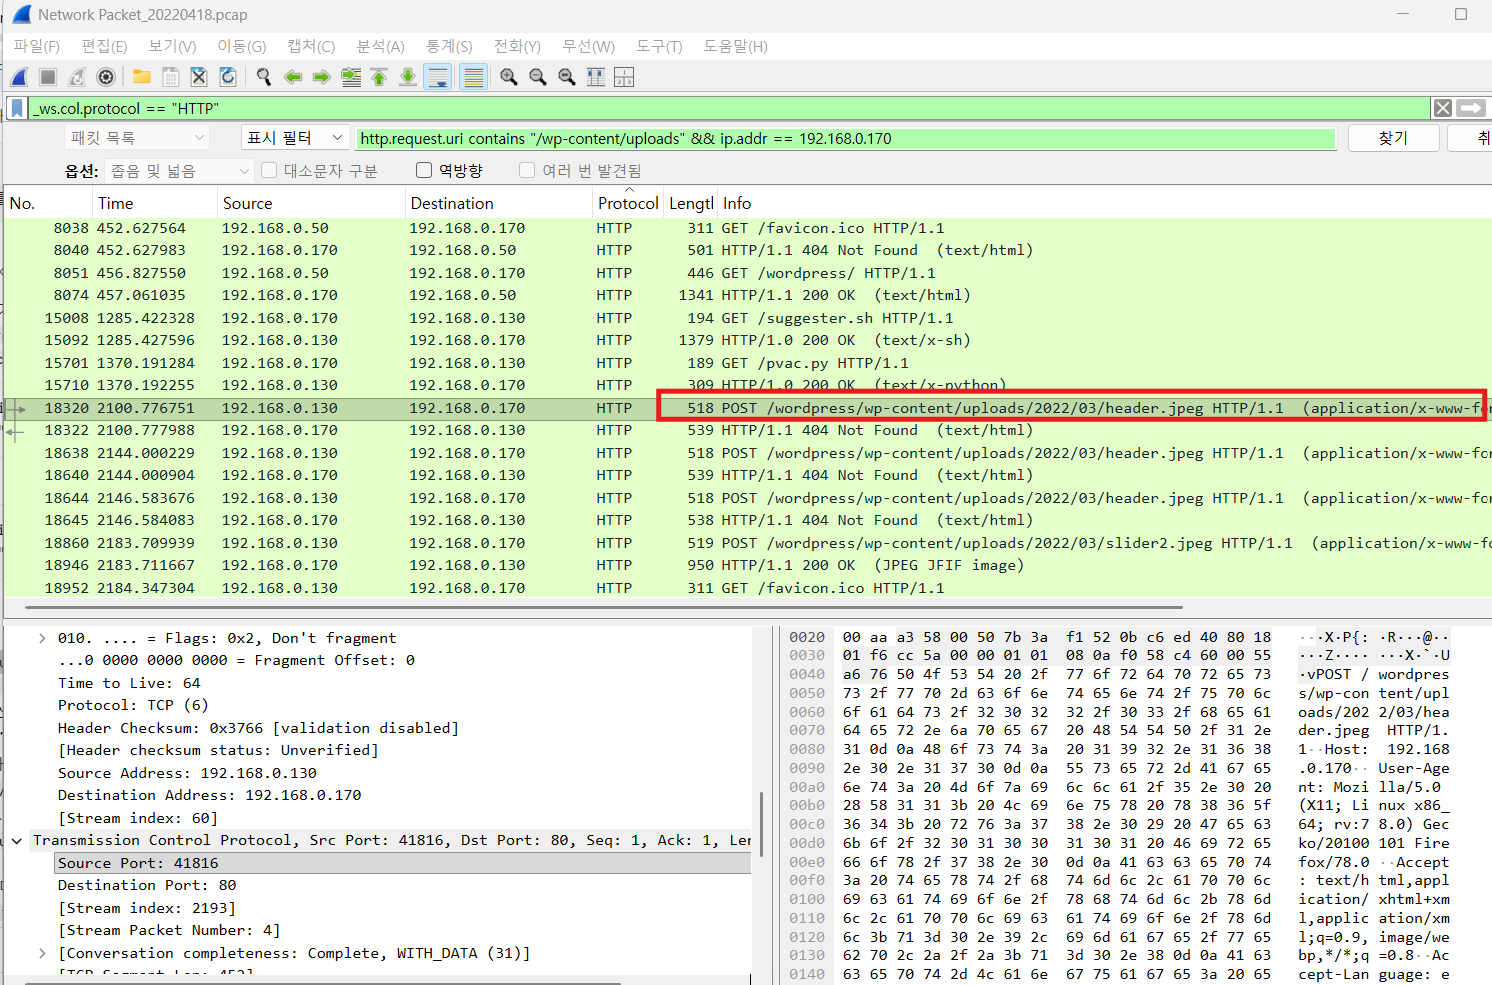 Network Packet_20220418.pcap
파일(F) 편집(E) 보기(V) 이동(G) 캡처(C) 분석(A) 통계(S) 전화(Y) 무선(W) 도구(T) 도움말(H)
_ws.col.protocol == "HTTP"
패킷 목록 표시 필터 http.request.uri contains "/wp-content/uploads" && ip.addr == 192.168.0.170 찾기 취
옵션: 좁음 및 넓음 대소문자 구분 역방향 여러 번 발견됨
No. Time Source Destination Protocol Lengtl Info
8038 452.627564 192.168.0.50 192.168.0.170 HTTP 311 GET /favicon.ico HTTP/1.1
8040 452.627983 192.168.0.170 192.168.0.50 HTTP 501 HTTP/1.1 404 Not Found (text/html)
8051 456.827550 192.168.0.50 192.168.0.170 HTTP 446 GET /wordpress/ HTTP/1.1
8074 457.061035 192.168.0.170 192.168.0.50 HTTP 1341 HTTP/1.1 200 OK (text/html)
15008 1285.422328 192.168.0.170 192.168.0.130 HTTP 194 GET /suggester.sh HTTP/1.1
15092 1285.427596 192.168.0.130 192.168.0.170 HTTP 1379 HTTP/1.0 200 OK (text/x-sh)
15701 1370.191284 192.168.0.170 192.168.0.130 HTTP 189 GET /pvac.py HTTP/1.1
15710 1370.192255 192.168.0.130 192.168.0.170 HTTP 309 HTTP/1.0 200 OK (text/x-python)
18320 2100.776751 192.168.0.130 192.168.0.170 HTTP 518 POST /wordpress/wp-content/uploads/2022/03/header.jpeg HTTP/1.1 (application/x-www-for
18322 2100.777988 192.168.0.170 192.168.0.130 HTTP 539 HTTP/1.1 404 Not Found (text/html)
18638 2144.000229 192.168.0.130 192.168.0.170 HTTP 518 POST /wordpress/wp-content/uploads/2022/03/header.jpeg HTTP/1.1 (application/x-www-for
18640 2144.000904 192.168.0.170 192.168.0.130 HTTP 539 HTTP/1.1 404 Not Found (text/html)
18644 2146.583676 192.168.0.130 192.168.0.170 HTTP 518 POST /wordpress/wp-content/uploads/2022/03/header.jpeg HTTP/1.1 (application/x-www-for
18645 2146.584083 192.168.0.170 192.168.0.130 HTTP 538 HTTP/1.1 404 Not Found (text/html)
18860 2183.709939 192.168.0.130 192.168.0.170 HTTP 519 POST /wordpress/wp-content/uploads/2022/03/slider2.jpeg HTTP/1.1 (application/x-www-fo
18946 2183.711667 192.168.0.170 192.168.0.130 HTTP 950 HTTP/1.1 200 OK (JPEG JFIF image)
18952 2184.347304 192.168.0.130 192.168.0.170 HTTP 311 GET /favicon.ico HTTP/1.1
010. .... = Flags: 0x2, Don't fragment
...0 0000 0000 0000 = Fragment Offset: 0
Time to Live: 64
Protocol: TCP (6)
Header Checksum: 0x3766 [validation disabled]
[Header checksum status: Unverified]
Source Address: 192.168.0.130
Destination Address: 192.168.0.170
[Stream index: 60]
Transmission Control Protocol, Src Port: 41816, Dst Port: 80, Seq: 1, Ack: 1, Len
Source Port: 41816
Destination Port: 80
[Stream index: 2193]
[Stream Packet Number: 4]
[Conversation completeness: Complete, WITH_DATA (31)]
[TCP Segment Len: 452]
0020 00 aa a3 58 00 50 7b 3a f1 52 0b c6 ed 40 80 18 ···X·P{: ·R···@··
0030 01 f6 cc 5a 00 00 01 01 08 0a f0 58 c4 60 00 55 ···Z···· ···X·`·U
0040 a6 76 50 4f 53 54 20 2f 77 6f 72 64 70 72 65 73 ·vPOST / wordpres
0050 73 2f 77 70 2d 63 6f 6e 74 65 6e 74 2f 75 70 6c s/wp-con tent/upl
0060 6f 61 64 73 2f 32 30 32 32 2f 30 33 2f 68 65 61 oads/202 2/03/hea
0070 64 65 72 2e 6a 70 65 67 20 48 54 54 50 2f 31 2e der.jpeg HTTP/1.
0080 31 0d 0a 48 6f 73 74 3a 20 31 39 32 2e 31 36 38 1··Host: 192.168
0090 2e 30 2e 31 37 30 0d 0a 55 73 65 72 2d 41 67 65 .0.170·· User-Age
00a0 6e 74 3a 20 4d 6f 7a 69 6c 6c 61 2f 35 2e 30 20 nt: Mozi lla/5.0
00b0 28 58 31 31 3b 20 4c 69 6e 75 78 20 78 38 36 5f (X11; Li nux x86_
00c0 36 34 3b 20 72 76 3a 37 38 2e 30 29 20 47 65 63 64; rv:7 8.0) Gec
00d0 6b 6f 2f 32 30 31 30 30 31 30 31 20 46 69 72 65 ko/20100 101 Fire
00e0 66 6f 78 2f 37 38 2e 30 0d 0a 41 63 63 65 70 74 fox/78.0 ··Accept
00f0 3a 20 74 65 78 74 2f 68 74 6d 6c 2c 61 70 70 6c : text/h tml,appl
0100 69 63 61 74 69 6f 6e 2f 78 68 74 6d 6c 2b 78 6d ication/ xhtml+xm
0110 6c 2c 61 70 70 6c 69 63 61 74 69 6f 6e 2f 78 6d l,applic ation/xm
0120 6c 3b 71 3d 30 2e 39 2c 69 6d 61 67 65 2f 77 65 l;q=0.9, image/we
0130 62 70 2c 2a 2f 2a 3b 71 3d 30 2e 38 0d 0a 41 63 bp,*/*;q =0.8··Ac
0140 63 65 70 74 2d 4c 61 6e 67 75 61 67 65 3a 20 65 cept-Lan guage: e